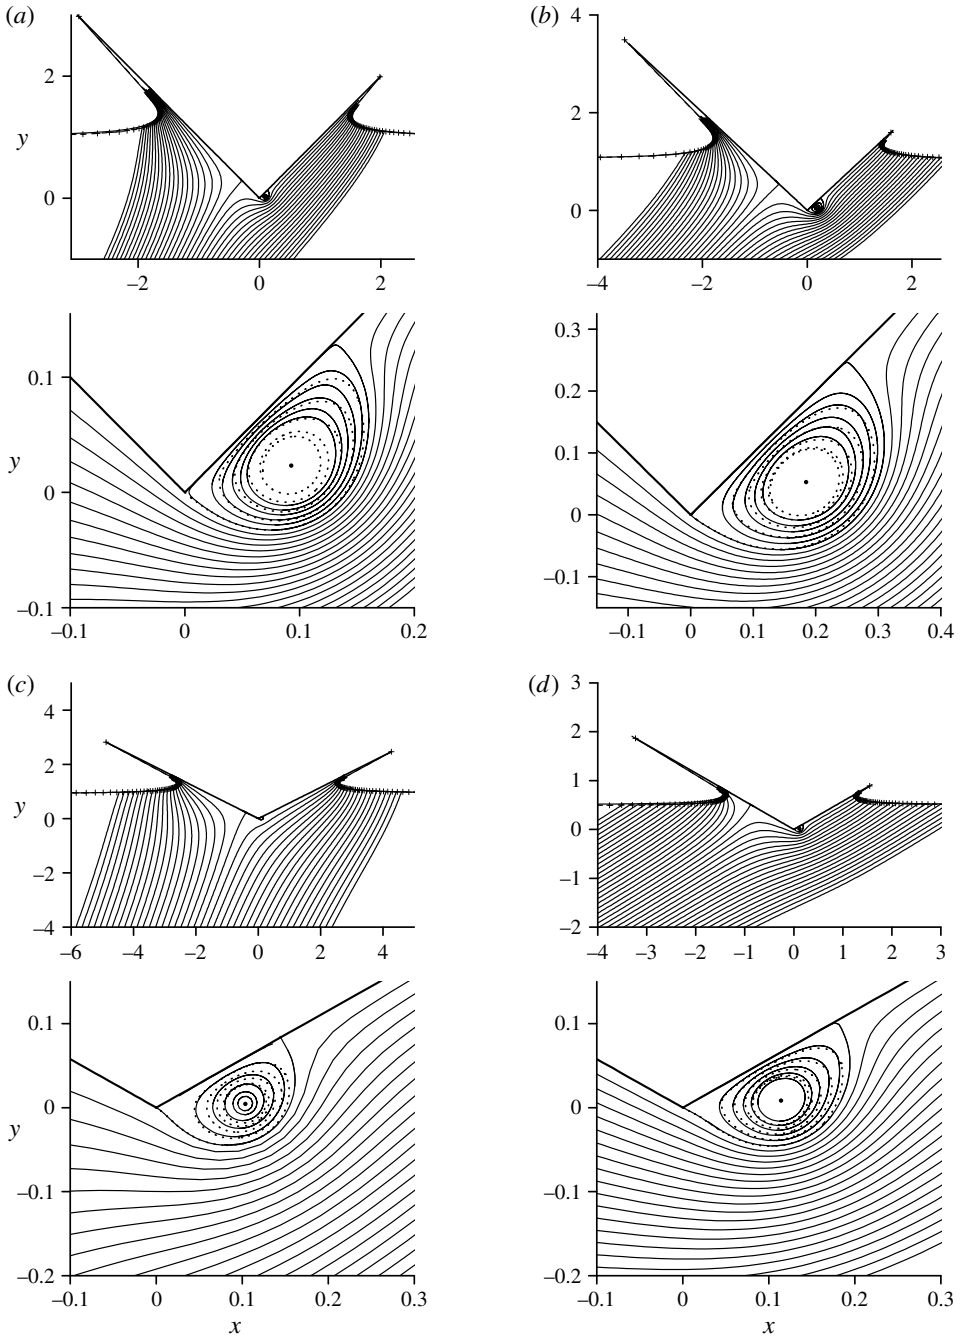 (a) (b)
4
2 2
y y
0 0
–2 0 2 –4 –2 0 2
0.3
0.1 0.2
y 0.1
0 0
–0.1
–0.1
–0.1 0 0.1 0.2 –0.1 0 0.1 0.2 0.3 0.4
(c) (d)
4 3
2 2
y 1
0 0
–2 –1
–4 –2
–6 –4 –2 0 2 4 –4 –3 –2 –1 0 1 2 3
0.1 0.1
y 0 0
–0.1 –0.1
–0.2 –0.2
–0.1 0 0.1 0.2 0.3 –0.1 0 0.1 0.2 0.3
x x